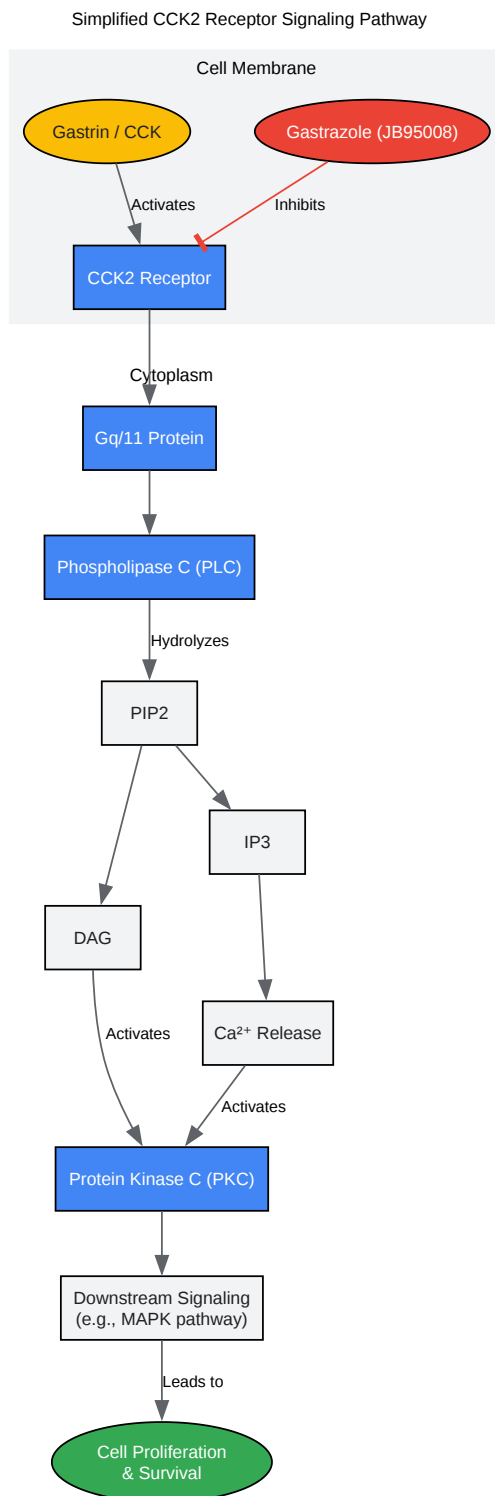 Simplified CCK2 Receptor Signaling Pathway
Cell Membrane
Gastrin / CCK
Gastrazole (JB95008)
Activates
Inhibits
CCK2 Receptor
Cytoplasm
Gq/11 Protein
Phospholipase C (PLC)
Hydrolyzes
PIP2
IP3
DAG
Ca²⁺ Release
Activates
Activates
Protein Kinase C (PKC)
Downstream Signaling
(e.g., MAPK pathway)
Leads to
Cell Proliferation
& Survival